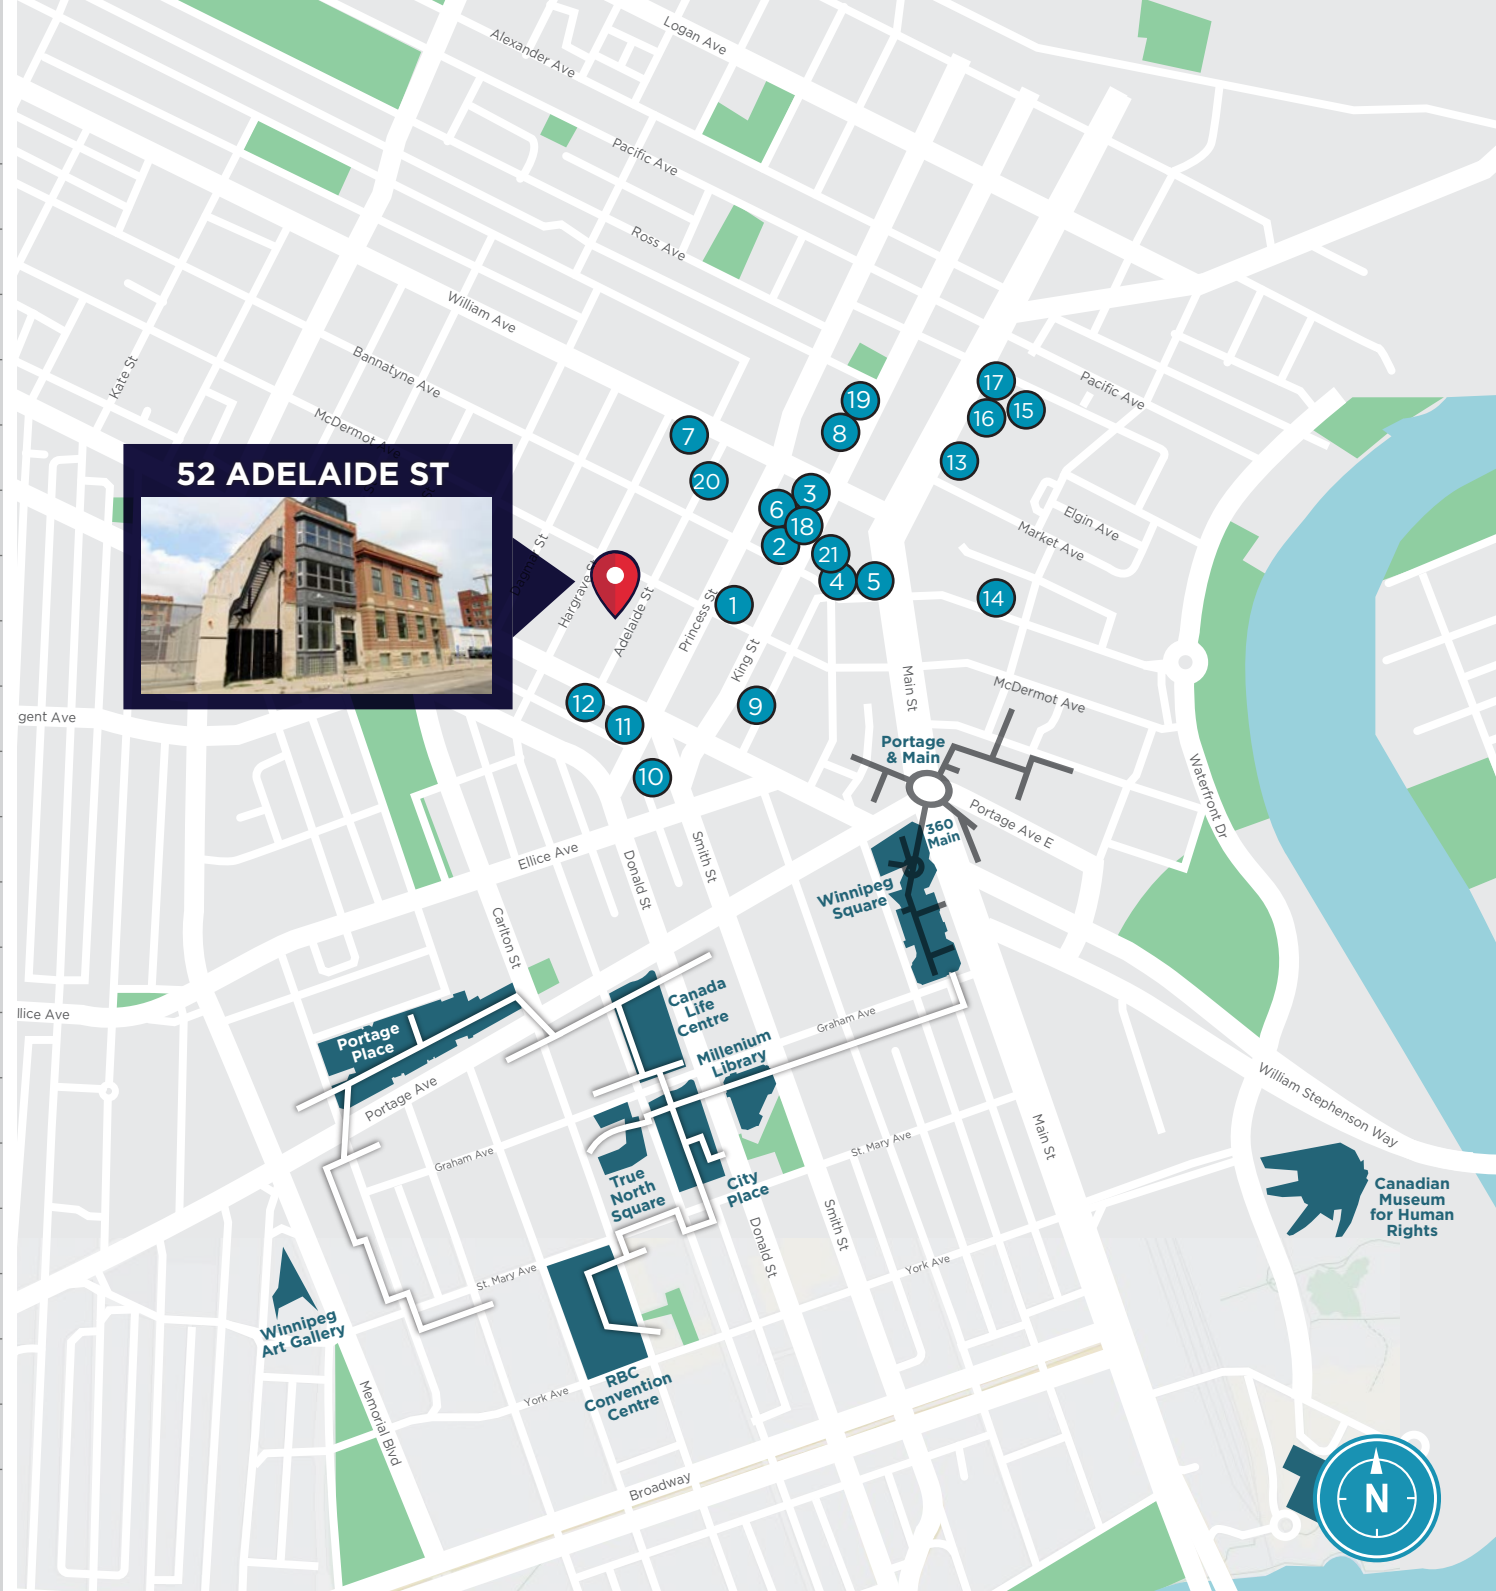 Logan Ave
Alexander Ave
Pacific Ave
Ross Ave
William Ave
Bannatyne Ave
Kate St
McDermot Ave
Pacific Ave
17
19
15
16
8
7
13
20
3
6
18
2
21
4
5
52 ADELAIDE ST
Elgin Ave
Market Ave
Dagmar St
Hargrave St
Adelaide St
Princess St
1
14
King St
Main St
McDermot Ave
12
11
9
10
gent Ave
Portage
& Main
Waterfront Dr
Portage Ave E
360
Main
Ellice Ave
Donald St
Smith St
Winnipeg
Square
Carlton St
llice Ave
Canada
Life
Centre
Graham Ave
Portage
Place
Millenium
Library
Portage Ave
William Stephenson Way
Main St
St. Mary Ave
Graham Ave
True
North
Square
City
Place
Canadian
Museum
for Human
Rights
Smith St
Donald St
York Ave
St. Mary Ave
Winnipeg
Art Gallery
RBC
Convention
Centre
York Ave
Memorial Blvd
Broadway
N